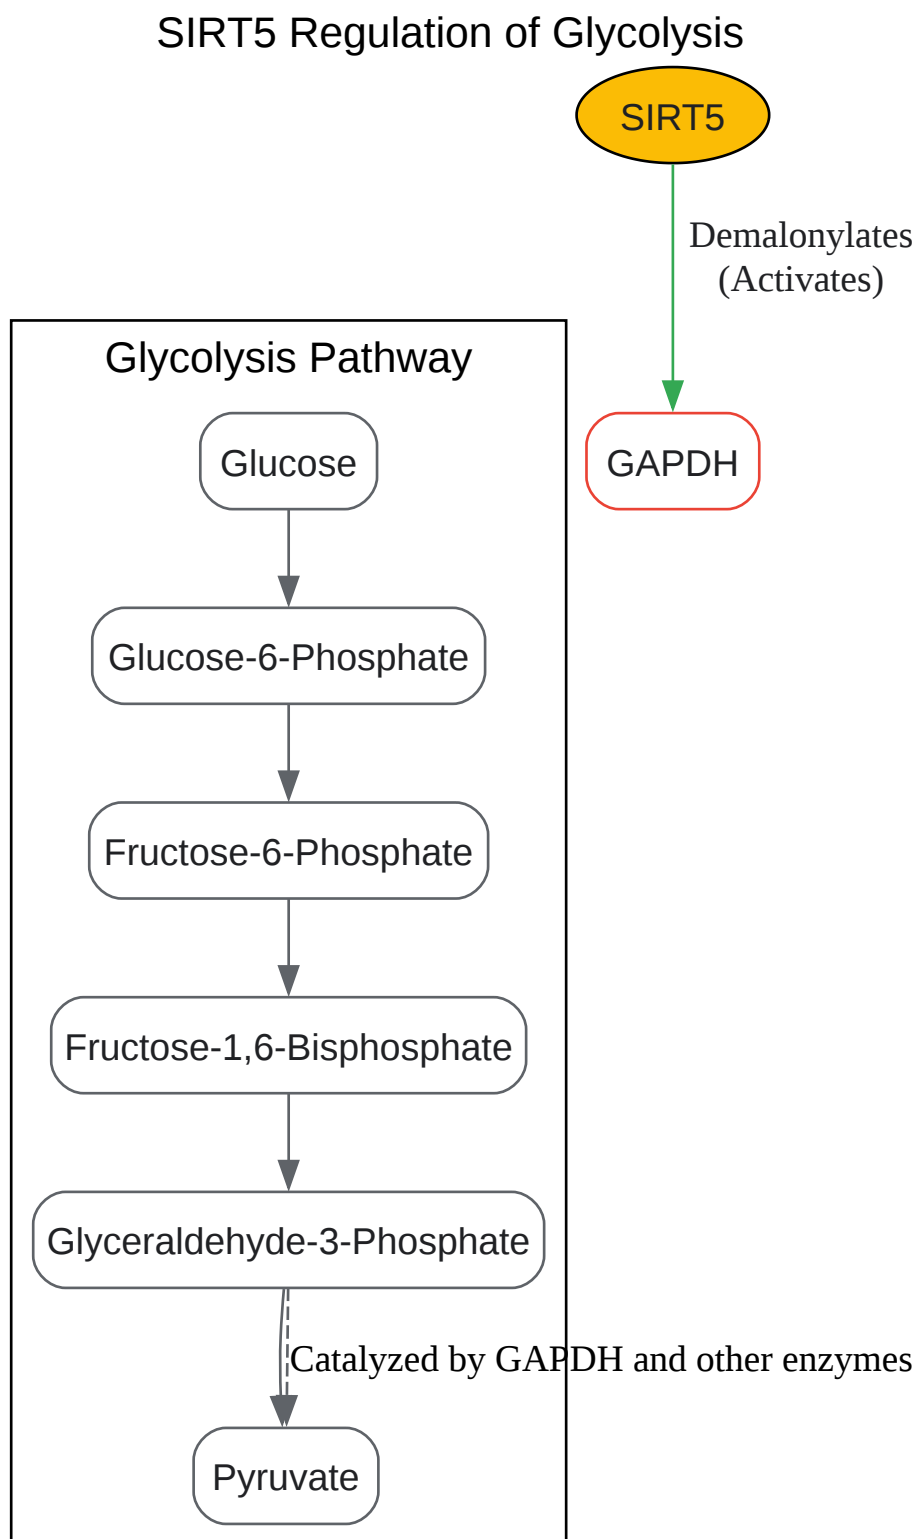 SIRT5 Regulation of Glycolysis
SIRT5
Demalonylates
(Activates)
Glycolysis Pathway
Glucose
GAPDH
Glucose-6-Phosphate
Fructose-6-Phosphate
Fructose-1,6-Bisphosphate
Glyceraldehyde-3-Phosphate
Catalyzed by GAPDH and other enzymes
Pyruvate